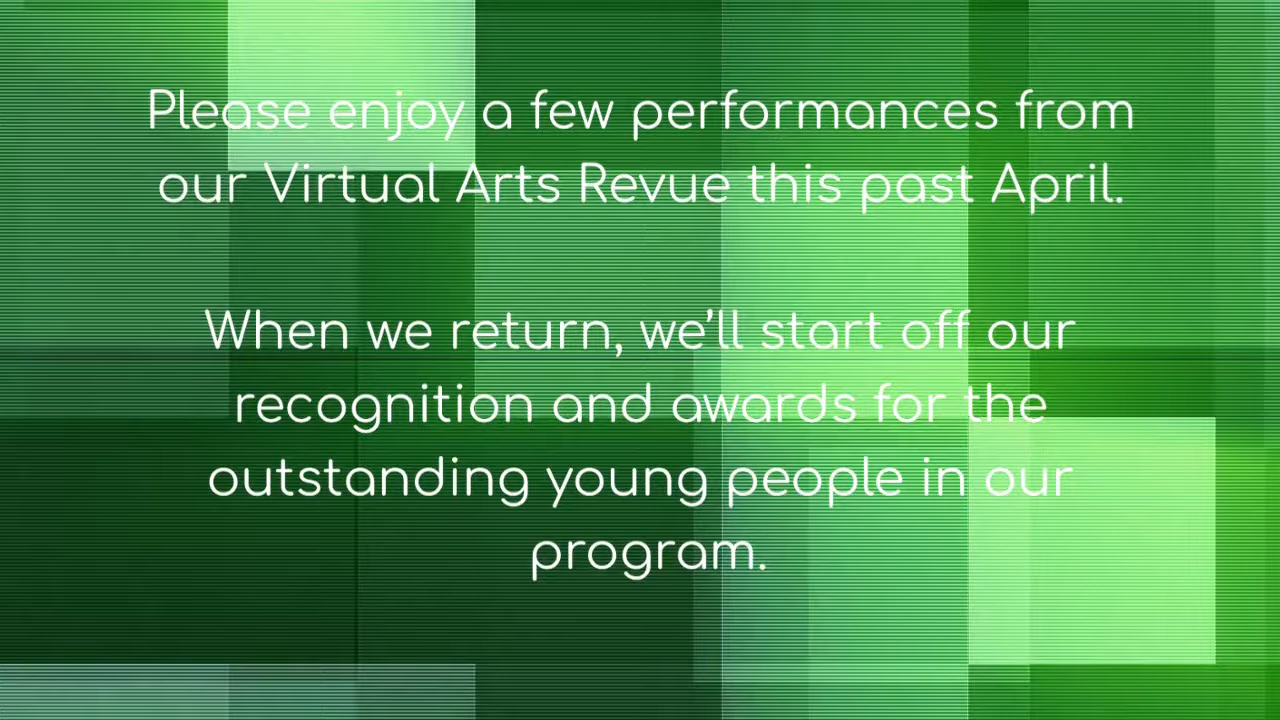 Please enjoy a few performances from
our Virtual Arts Revue this past April.
When we return, we’ll start off our
recognition and awards for the
outstanding young people in our
program.